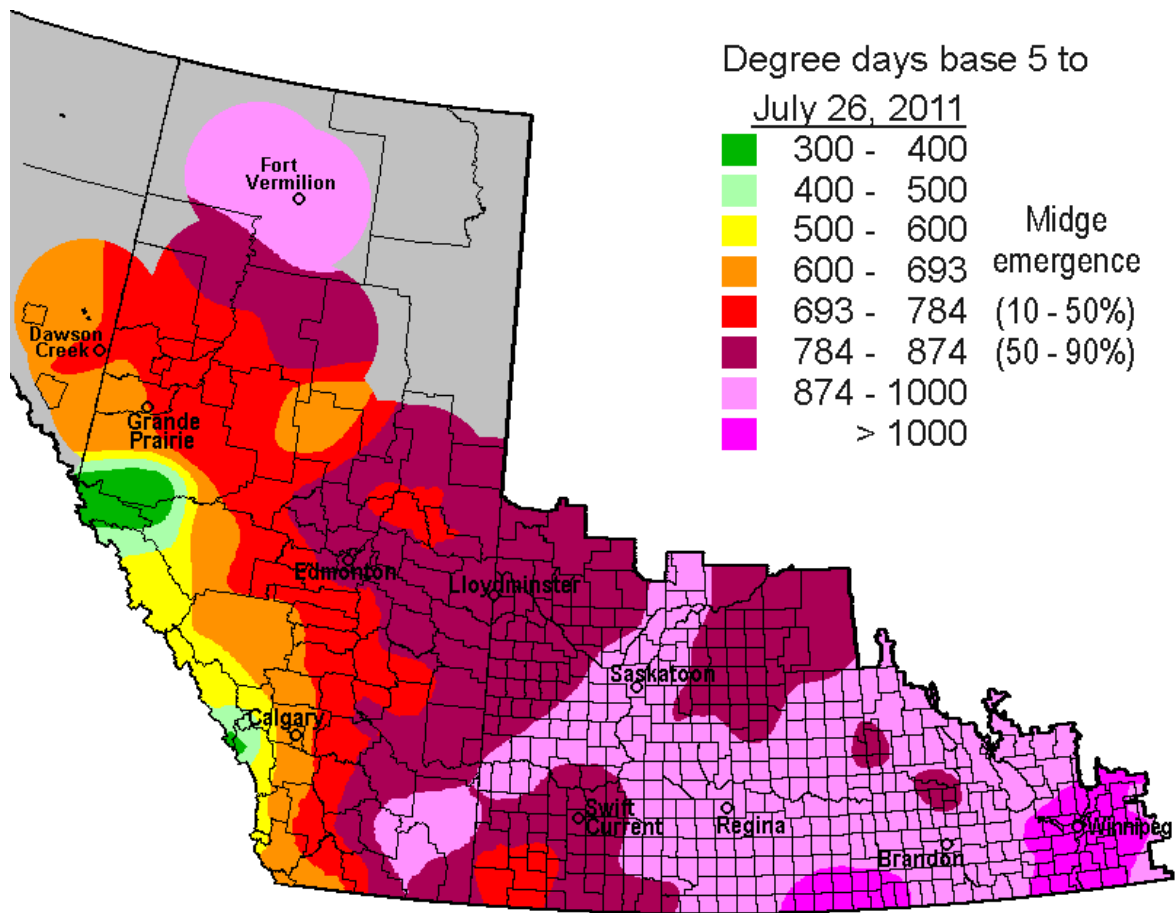 Degree days base 5 to
July 26, 2011
300 - 400
400 - 500
500 - 600
Midge
600 - 693
emergence
693 - 784
(10 - 50%)
784 - 874
(50 - 90%)
874 - 1000
> 1000
Fort
Vermilion
Dawson
Creek
Grande
Prairie
Edmonton
Lloydminster
Saskatoon
Calgary
Swift
Current
Regina
Winnipeg
Brandon